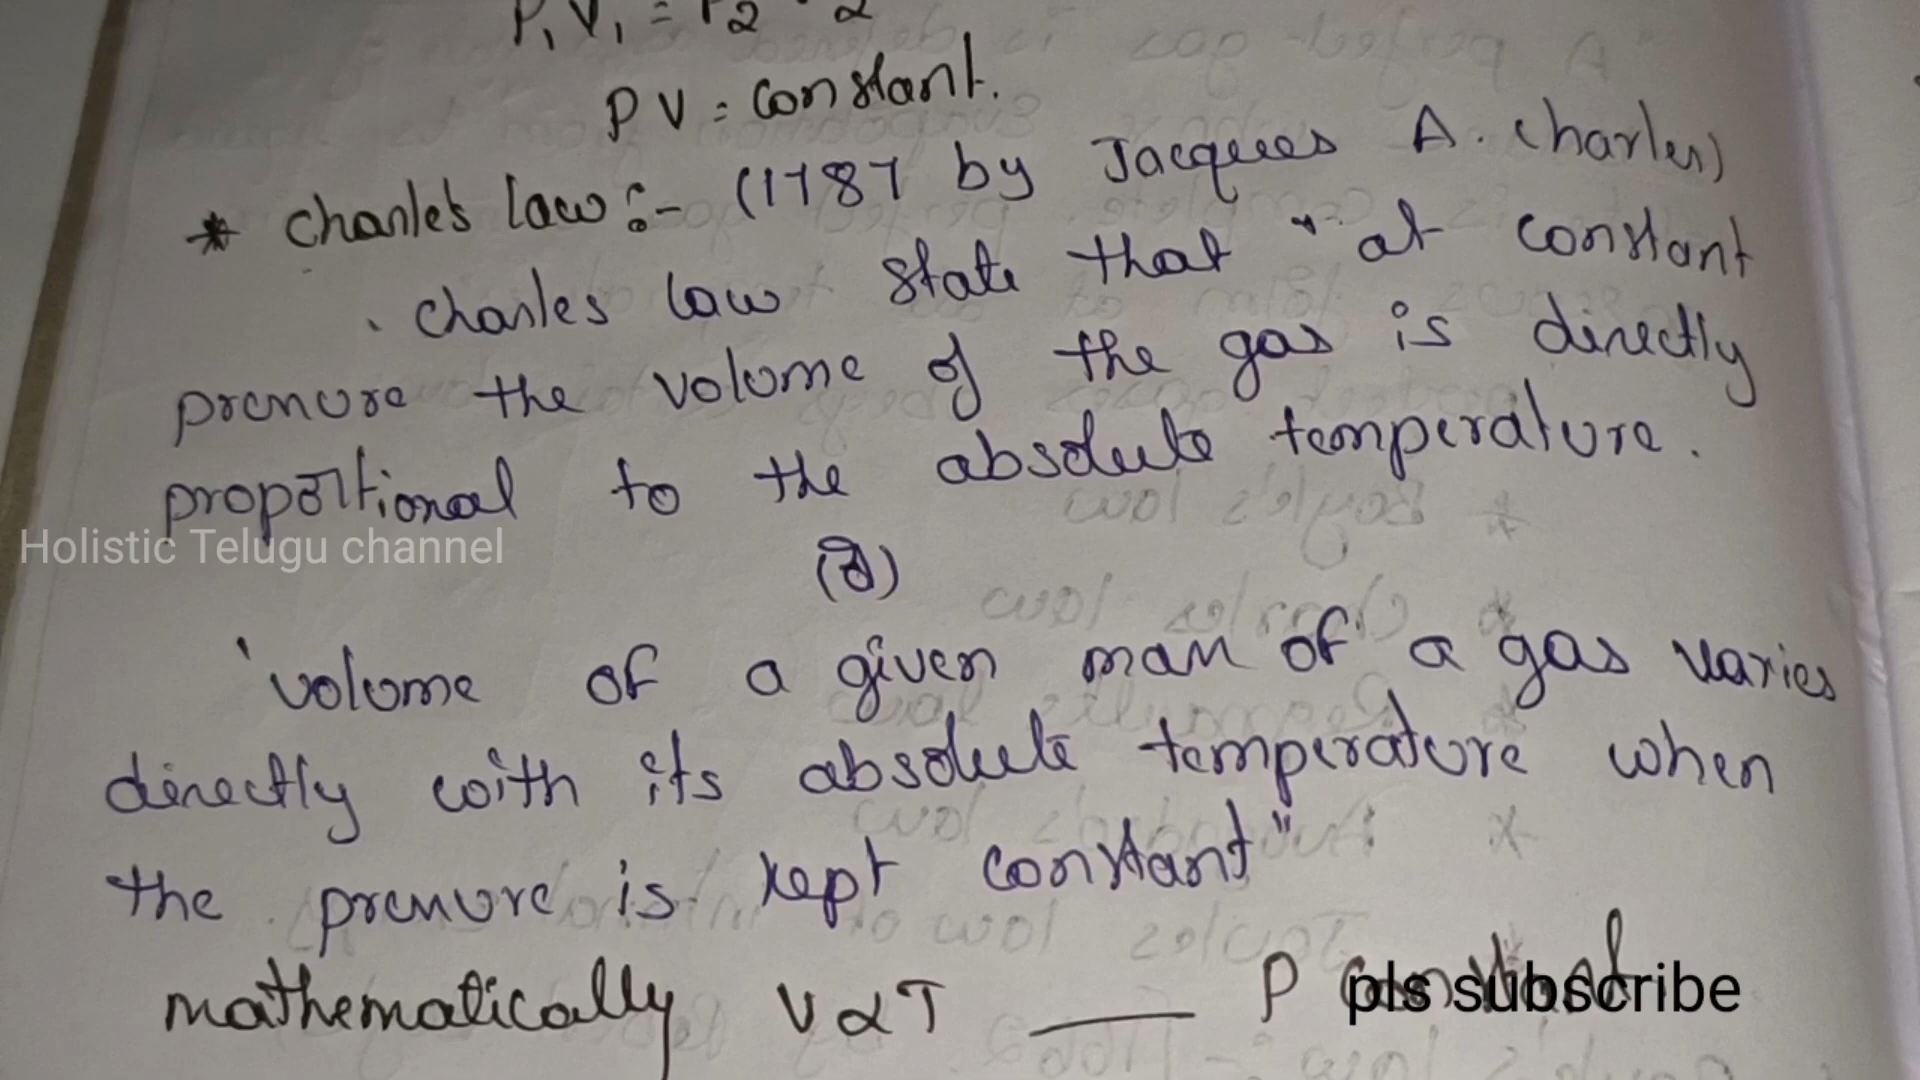 P₁V₁ = P₂ 2
PV = constant.
* charle's law :- (1787 by Jacques A. charles)
charles law state that "at constant
pressure the volume of the gas is directly
proportional to the absolute temperature.
Holistic Telugu channel
'volume of a given mass of a gas varies
directly with its absolute temperature when
the pressure is kept constant"
mathematically V α T —— P constant
pls subscribe